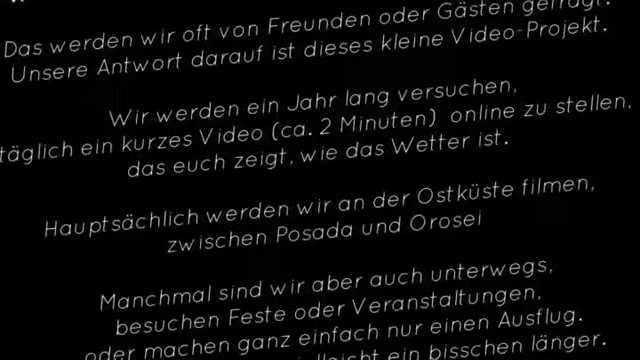 Das werden wir oft von Freunden oder Gästen gefragt.
Unsere Antwort darauf ist dieses kleine Video-Projekt.
Wir werden ein Jahr lang versuchen,
täglich ein kurzes Video (ca. 2 Minuten) online zu stellen,
das euch zeigt, wie das Wetter ist.
Hauptsächlich werden wir an der Ostküste filmen,
zwischen Posada und Orosei
Manchmal sind wir aber auch unterwegs,
besuchen Feste oder Veranstaltungen,
oder machen ganz einfach nur einen Ausflug.
vielleicht ein bisschen länger.